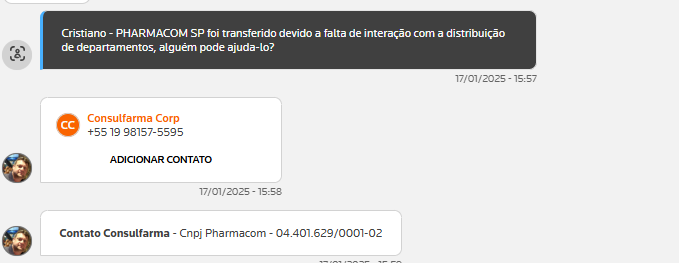 Cristiano - PHARMACOM SP foi transferido devido a falta de interação com a distribuição
de departamentos, alguém pode ajuda-lo?
17/01/2025 - 15:57
CC
Consulfarma Corp
+55 19 98157-5595
ADICIONAR CONTATO
17/01/2025 - 15:58
Contato Consulfarma - Cnpj Pharmacom - 04.401.629/0001-02